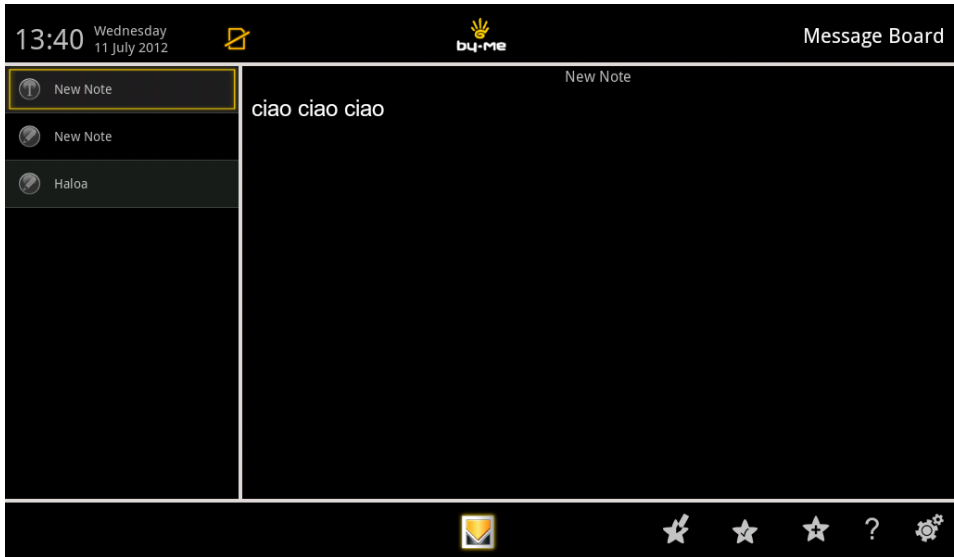 13:40
Wednesday
11 July 2012
by-me
Message Board
New Note
New Note
Haloa
New Note
ciao ciao ciao
?